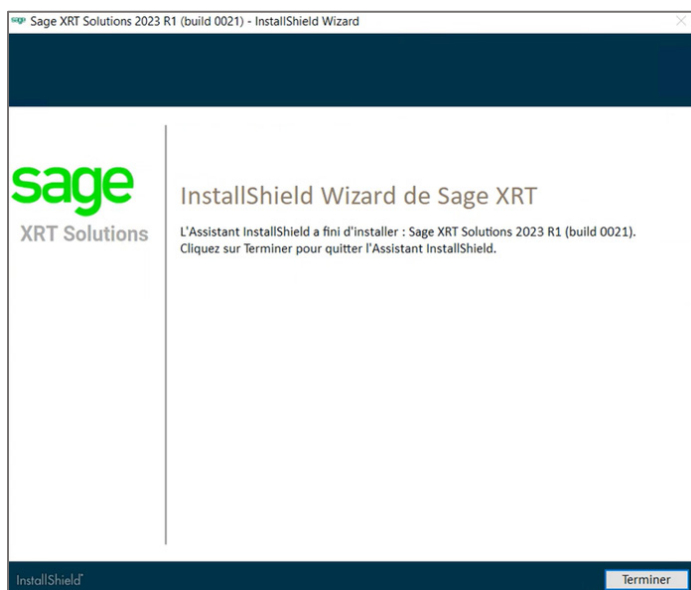 sage Sage XRT Solutions 2023 R1 (build 0021) - InstallShield Wizard
sage
XRT Solutions
InstallShield Wizard de Sage XRT
L'Assistant InstallShield a fini d'installer : Sage XRT Solutions 2023 R1 (build 0021).
Cliquez sur Terminer pour quitter l'Assistant InstallShield.
InstallShield
Terminer